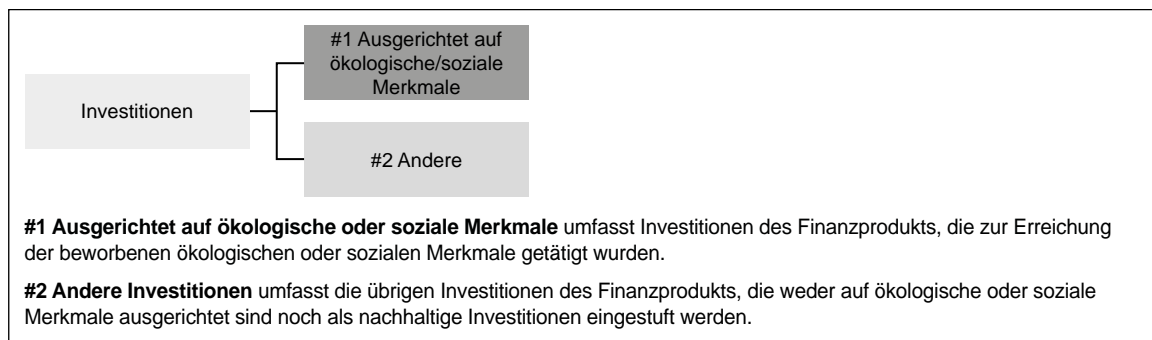 #1 Ausgerichtet auf
ökologische/soziale
Merkmale
Investitionen
#2 Andere
#1 Ausgerichtet auf ökologische oder soziale Merkmale umfasst Investitionen des Finanzprodukts, die zur Erreichung
der beworbenen ökologischen oder sozialen Merkmale getätigt wurden.
#2 Andere Investitionen umfasst die übrigen Investitionen des Finanzprodukts, die weder auf ökologische oder soziale
Merkmale ausgerichtet sind noch als nachhaltige Investitionen eingestuft werden.